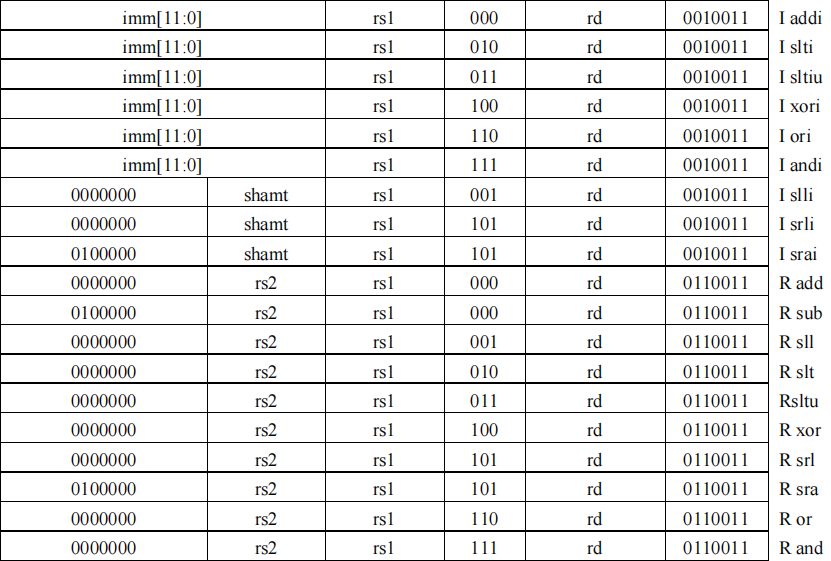 imm[11:0] rs1 000 rd 0010011 I addi
imm[11:0] rs1 010 rd 0010011 I slti
imm[11:0] rs1 011 rd 0010011 I sltiu
imm[11:0] rs1 100 rd 0010011 I xori
imm[11:0] rs1 110 rd 0010011 I ori
imm[11:0] rs1 111 rd 0010011 I andi
0000000 shamt rs1 001 rd 0010011 I slli
0000000 shamt rs1 101 rd 0010011 I srli
0100000 shamt rs1 101 rd 0010011 I srai
0000000 rs2 rs1 000 rd 0110011 R add
0100000 rs2 rs1 000 rd 0110011 R sub
0000000 rs2 rs1 001 rd 0110011 R sll
0000000 rs2 rs1 010 rd 0110011 R slt
0000000 rs2 rs1 011 rd 0110011 Rsltu
0000000 rs2 rs1 100 rd 0110011 R xor
0000000 rs2 rs1 101 rd 0110011 R srl
0100000 rs2 rs1 101 rd 0110011 R sra
0000000 rs2 rs1 110 rd 0110011 R or
0000000 rs2 rs1 111 rd 0110011 R and